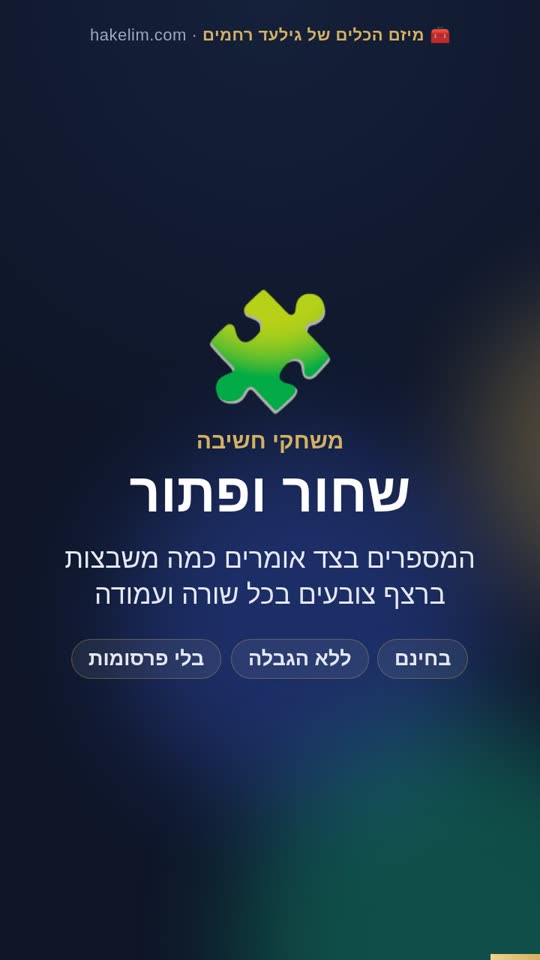 🧰 מיזם הכלים של גילעד רחמים · hakelim.com
משחקי חשיבה
שחור ופתור
המספרים בצד אומרים כמה משבצות
ברצף צובעים בכל שורה ועמודה
בחינם
ללא הגבלה
בלי פרסומות